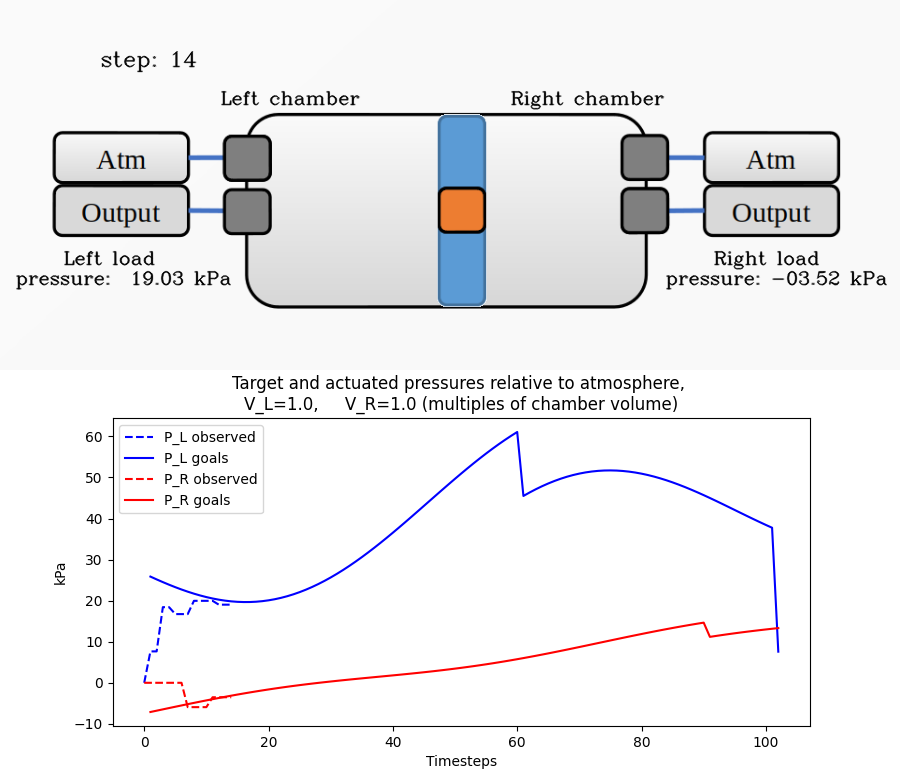 step: 14
Left chamber
Right chamber
Atm
Atm
Output
Output
Left load
pressure: 19.03 kPa
Right load
pressure: −03.52 kPa
Target and actuated pressures relative to atmosphere,
V_L=1.0, V_R=1.0 (multiples of chamber volume)
P_L observed
P_L goals
P_R observed
P_R goals
60
50
40
30
20
10
0
−10
kPa
0 20 40 60 80 100
Timesteps